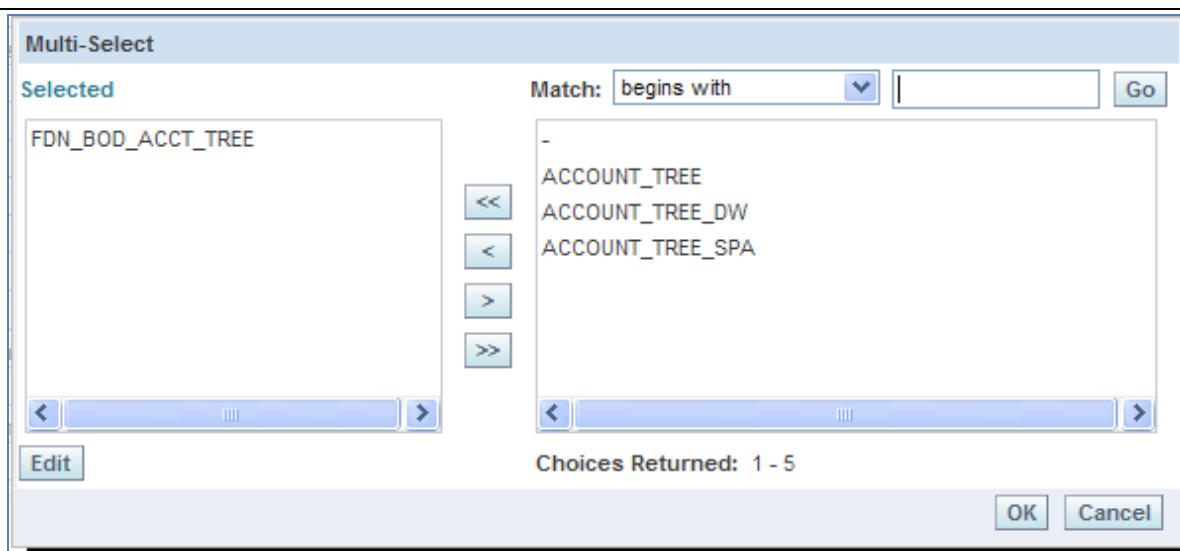 Multi-Select
Selected
Match: begins with Go
FDN_BOD_ACCT_TREE
-
ACCOUNT_TREE
ACCOUNT_TREE_DW
ACCOUNT_TREE_SPA
<<
<
>
>>
Edit
Choices Returned: 1 - 5
OK Cancel